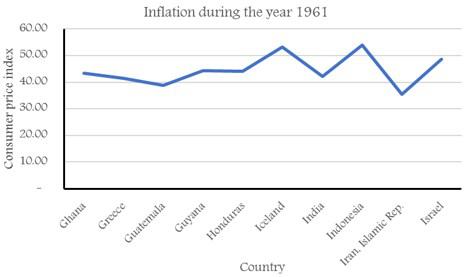 Inflation during the year 1961
60.00
50.00
40.00
30.00
20.00
10.00
-
Consumer price index
Ghana
Greece
Guatemala
Guyana
Honduras
Iceland
India
Indonesia
Iran, Islamic Rep.
Israel
Country